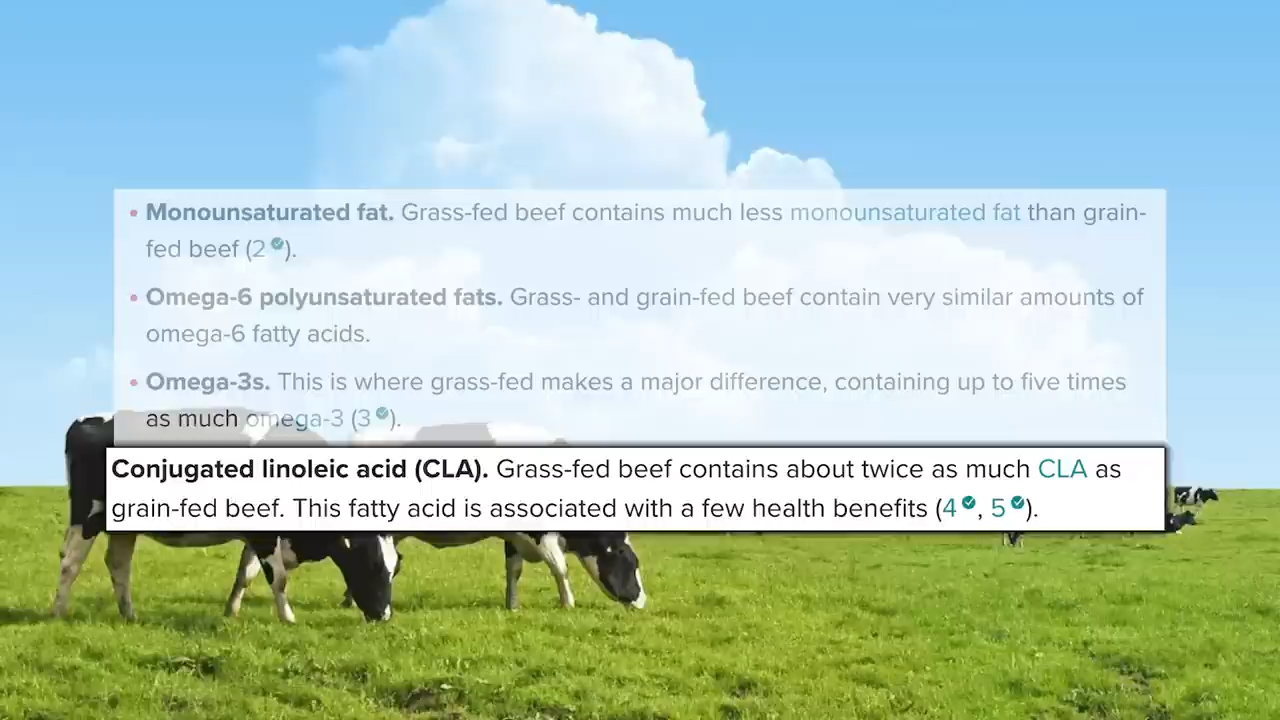 • Monounsaturated fat. Grass-fed beef contains much less monounsaturated fat than grain-
fed beef (2).
• Omega-6 polyunsaturated fats. Grass- and grain-fed beef contain very similar amounts of
omega-6 fatty acids.
• Omega-3s. This is where grass-fed makes a major difference, containing up to five times
as much omega-3 (3).
Conjugated linoleic acid (CLA). Grass-fed beef contains about twice as much CLA as
grain-fed beef. This fatty acid is associated with a few health benefits (4, 5).